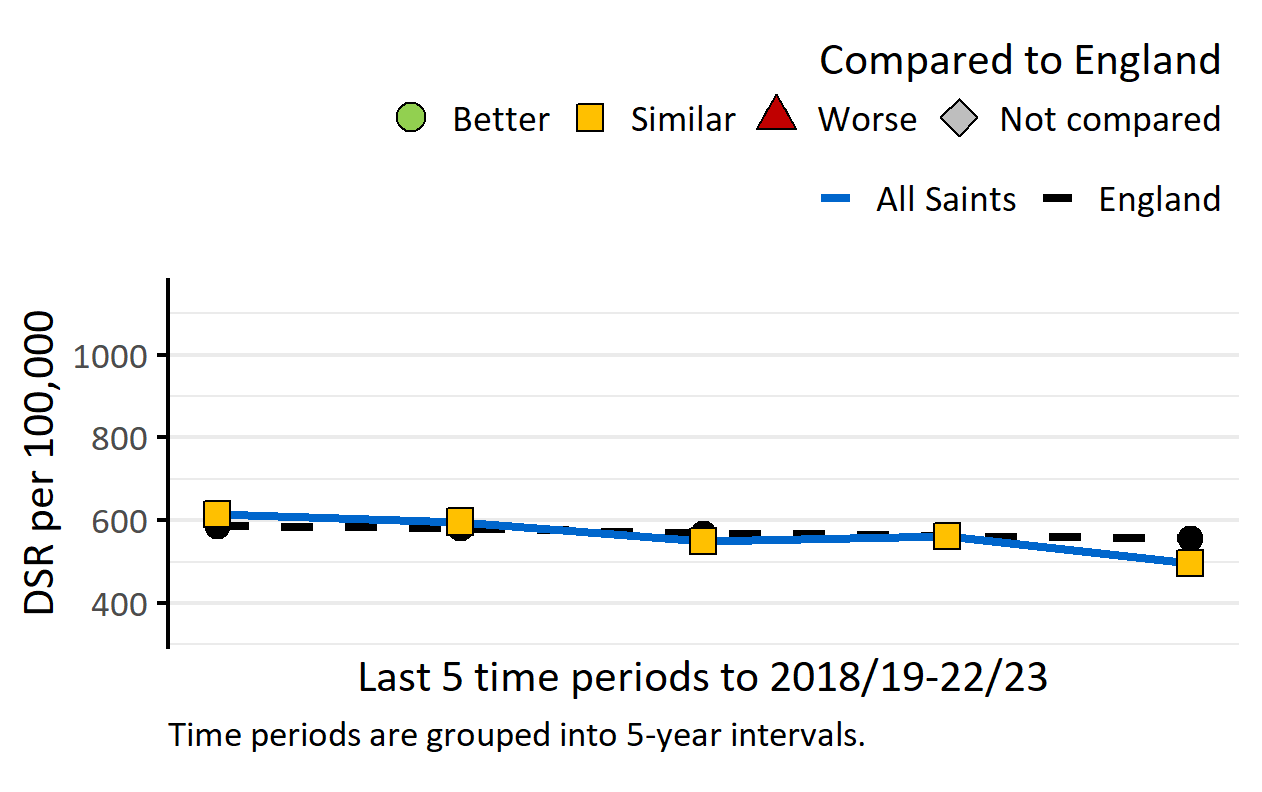 Compared to England
Better Similar Worse Not compared
All Saints England
DSR per 100,000
1000
800
600
400
Last 5 time periods to 2018/19-22/23
Time periods are grouped into 5-year intervals.